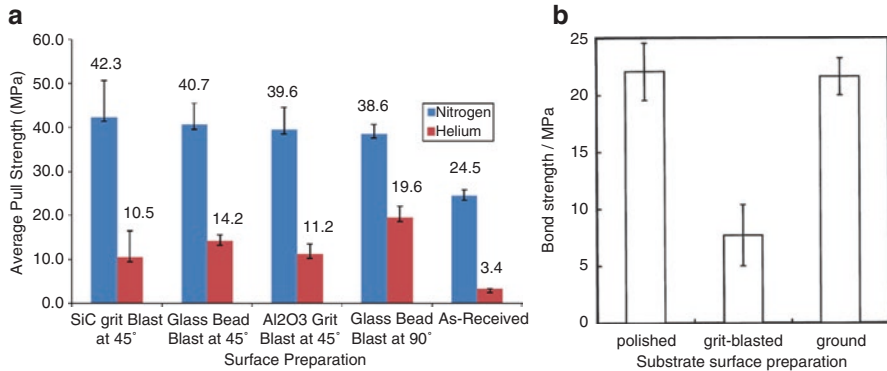 a
Average Pull Strength (MPa)
60.0
50.0
40.0
30.0
20.0
10.0
0.0
42.3
10.5
40.7
14.2
39.6
11.2
38.6
19.6
24.5
3.4
Nitrogen
Helium
SiC grit Blast
at 45°
Glass Bead
Blast at 45°
Al2O3 Grit
Blast at 45°
Glass Bead
Blast at 90°
As-Received
Surface Preparation
b
Bond strength / MPa
25
20
15
10
5
0
polished
grit-blasted
ground
Substrate surface preparation